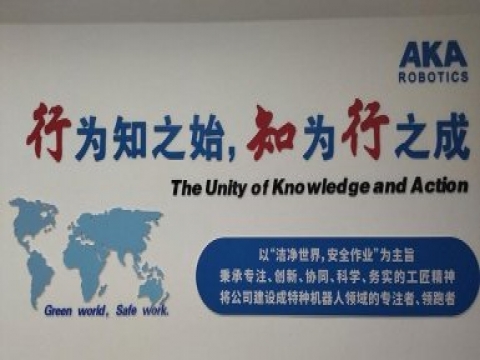 AKA
ROBOTICS
行为知之始，知为行之成
The Unity of Knowledge and Action
以“洁净世界，安全作业”为主旨
秉承专注、创新、协同、科学、务实的工匠精神
将公司建设成特种机器人领域的专注者、领跑者
Green world, Safe work.